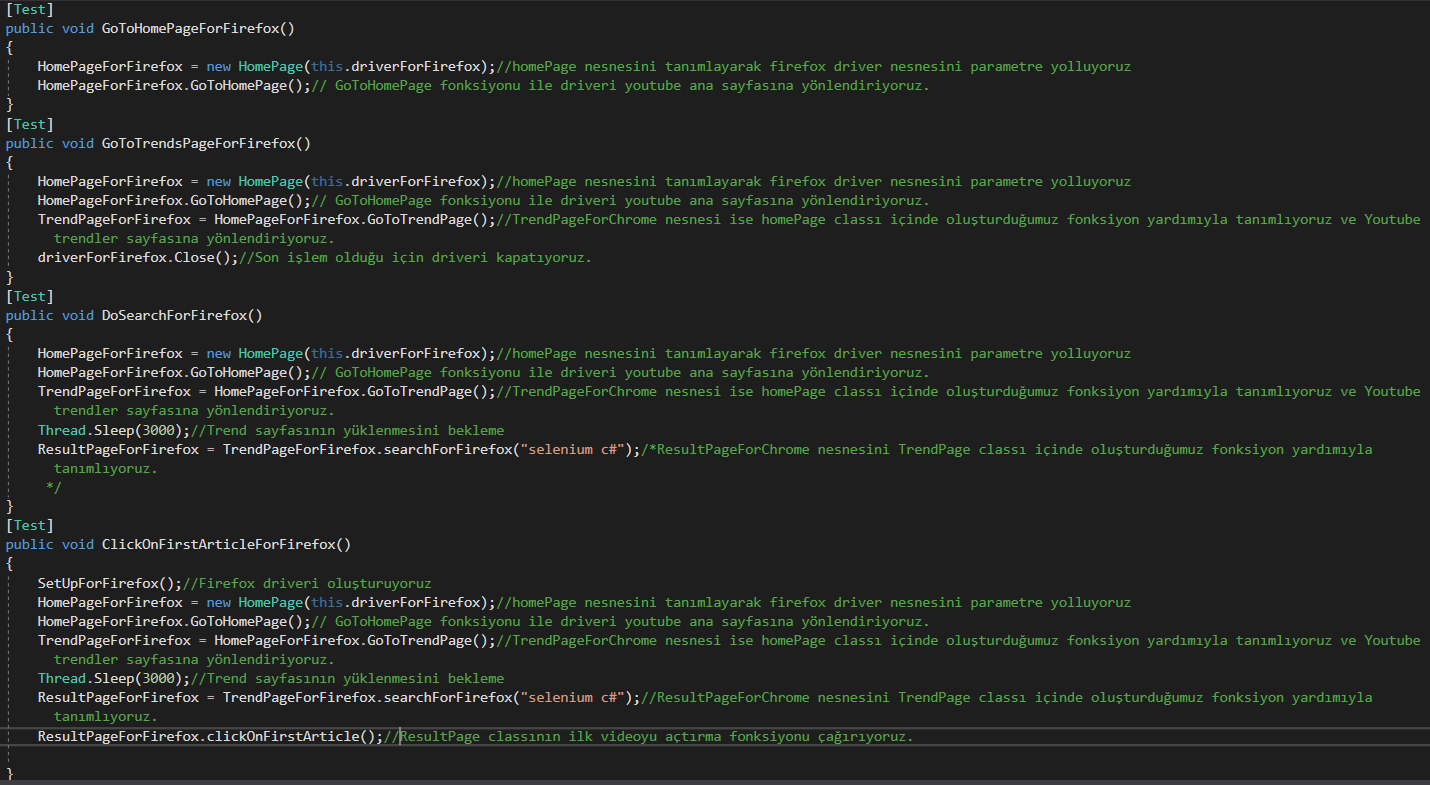 [Test]
public void GoToHomePageForFirefox()
{
HomePageForFirefox = new HomePage(this.driverForFirefox);//homePage nesnesini tanımlayarak firefox driver nesnesini parametre yolluyoruz
HomePageForFirefox.GoToHomePage();// GoToHomePage fonksiyonu ile driveri youtube ana sayfasına yönlendiriyoruz.
}
[Test]
public void GoToTrendsPageForFirefox()
{
HomePageForFirefox = new HomePage(this.driverForFirefox);//homePage nesnesini tanımlayarak firefox driver nesnesini parametre yolluyoruz
HomePageForFirefox.GoToHomePage();// GoToHomePage fonksiyonu ile driveri youtube ana sayfasına yönlendiriyoruz.
TrendPageForFirefox = HomePageForFirefox.GoToTrendPage();//TrendPageForChrome nesnesi ise homePage classı içinde oluşturduğumuz fonksiyon yardımıyla tanımlıyoruz ve Youtube
trendler sayfasına yönlendiriyoruz.
driverForFirefox.Close();//Son işlem olduğu için driveri kapatıyoruz.
}
[Test]
public void DoSearchForFirefox()
{
HomePageForFirefox = new HomePage(this.driverForFirefox);//homePage nesnesini tanımlayarak firefox driver nesnesini parametre yolluyoruz
HomePageForFirefox.GoToHomePage();// GoToHomePage fonksiyonu ile driveri youtube ana sayfasına yönlendiriyoruz.
TrendPageForFirefox = HomePageForFirefox.GoToTrendPage();//TrendPageForChrome nesnesi ise homePage classı içinde oluşturduğumuz fonksiyon yardımıyla tanımlıyoruz ve Youtube
trendler sayfasına yönlendiriyoruz.
Thread.Sleep(3000);//Trend sayfasının yüklenmesini bekleme
ResultPageForFirefox = TrendPageForFirefox.searchForFirefox("selenium c#");/*ResultPageForChrome nesnesini TrendPage classı içinde oluşturduğumuz fonksiyon yardımıyla
tanımlıyoruz.
*/
}
[Test]
public void ClickOnFirstArticleForFirefox()
{
SetUpForFirefox();//Firefox driveri oluşturuyoruz
HomePageForFirefox = new HomePage(this.driverForFirefox);//homePage nesnesini tanımlayarak firefox driver nesnesini parametre yolluyoruz
HomePageForFirefox.GoToHomePage();// GoToHomePage fonksiyonu ile driveri youtube ana sayfasına yönlendiriyoruz.
TrendPageForFirefox = HomePageForFirefox.GoToTrendPage();//TrendPageForChrome nesnesi ise homePage classı içinde oluşturduğumuz fonksiyon yardımıyla tanımlıyoruz ve Youtube
trendler sayfasına yönlendiriyoruz.
Thread.Sleep(3000);//Trend sayfasının yüklenmesini bekleme
ResultPageForFirefox = TrendPageForFirefox.searchForFirefox("selenium c#");//ResultPageForChrome nesnesini TrendPage classı içinde oluşturduğumuz fonksiyon yardımıyla
tanımlıyoruz.
ResultPageForFirefox.clickOnFirstArticle();//ResultPage classının ilk videoyu açtırma fonksiyonu çağırıyoruz.
}